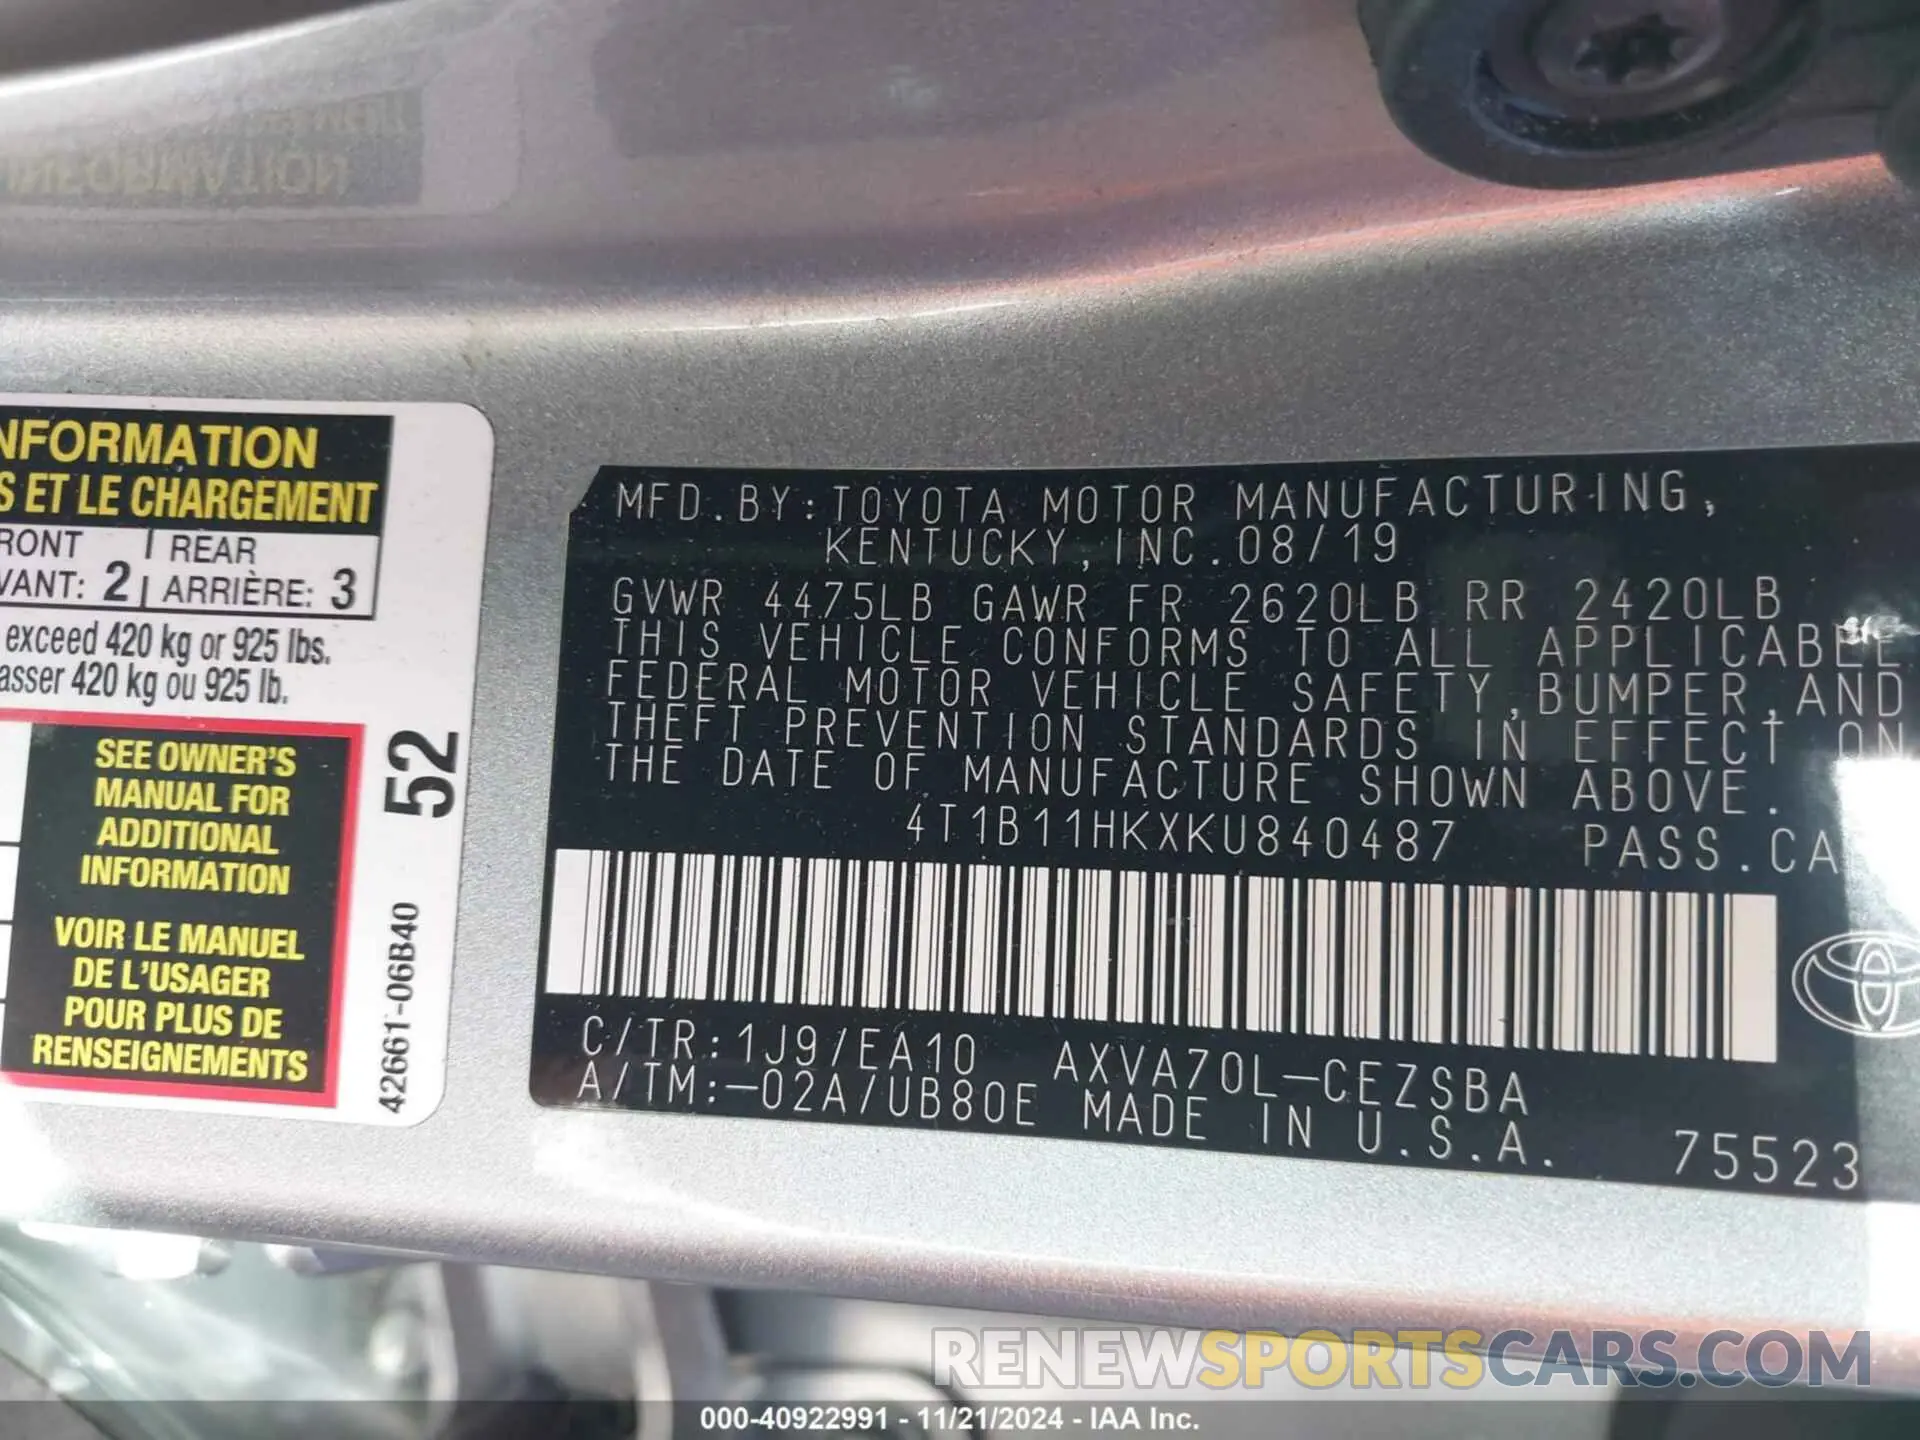 NFORMATION
S ET LE CHARGEMENT
RONT | REAR
VANT: 2 | ARRIÈRE: 3
exceed 420 kg or 925 lbs.
asser 420 kg ou 925 lb.
SEE OWNER'S
MANUAL FOR
ADDITIONAL
INFORMATION
VOIR LE MANUEL
DE L'USAGER
POUR PLUS DE
RENSEIGNEMENTS
52
42661-06B40
MFD.BY:TOYOTA MOTOR MANUFACTURING,
KENTUCKY,INC.08/19
GVWR 4475LB GAWR FR 2620LB RR 2420LB
THIS VEHICLE CONFORMS TO ALL APPLICABLE
FEDERAL MOTOR VEHICLE SAFETY,BUMPER,AND
THEFT PREVENTION STANDARDS IN EFFECT ON
THE DATE OF MANUFACTURE SHOWN ABOVE.
4T1B11HKXKU840487 PASS.CA
C/TR:1J9/EA10 AXVA70L-CEZSBA
A/TM:-02A/UB80E MADE IN U.S.A. 75523
RENEWSPORTSCARS.COM
000-40922991 - 11/21/2024 - IAA Inc.